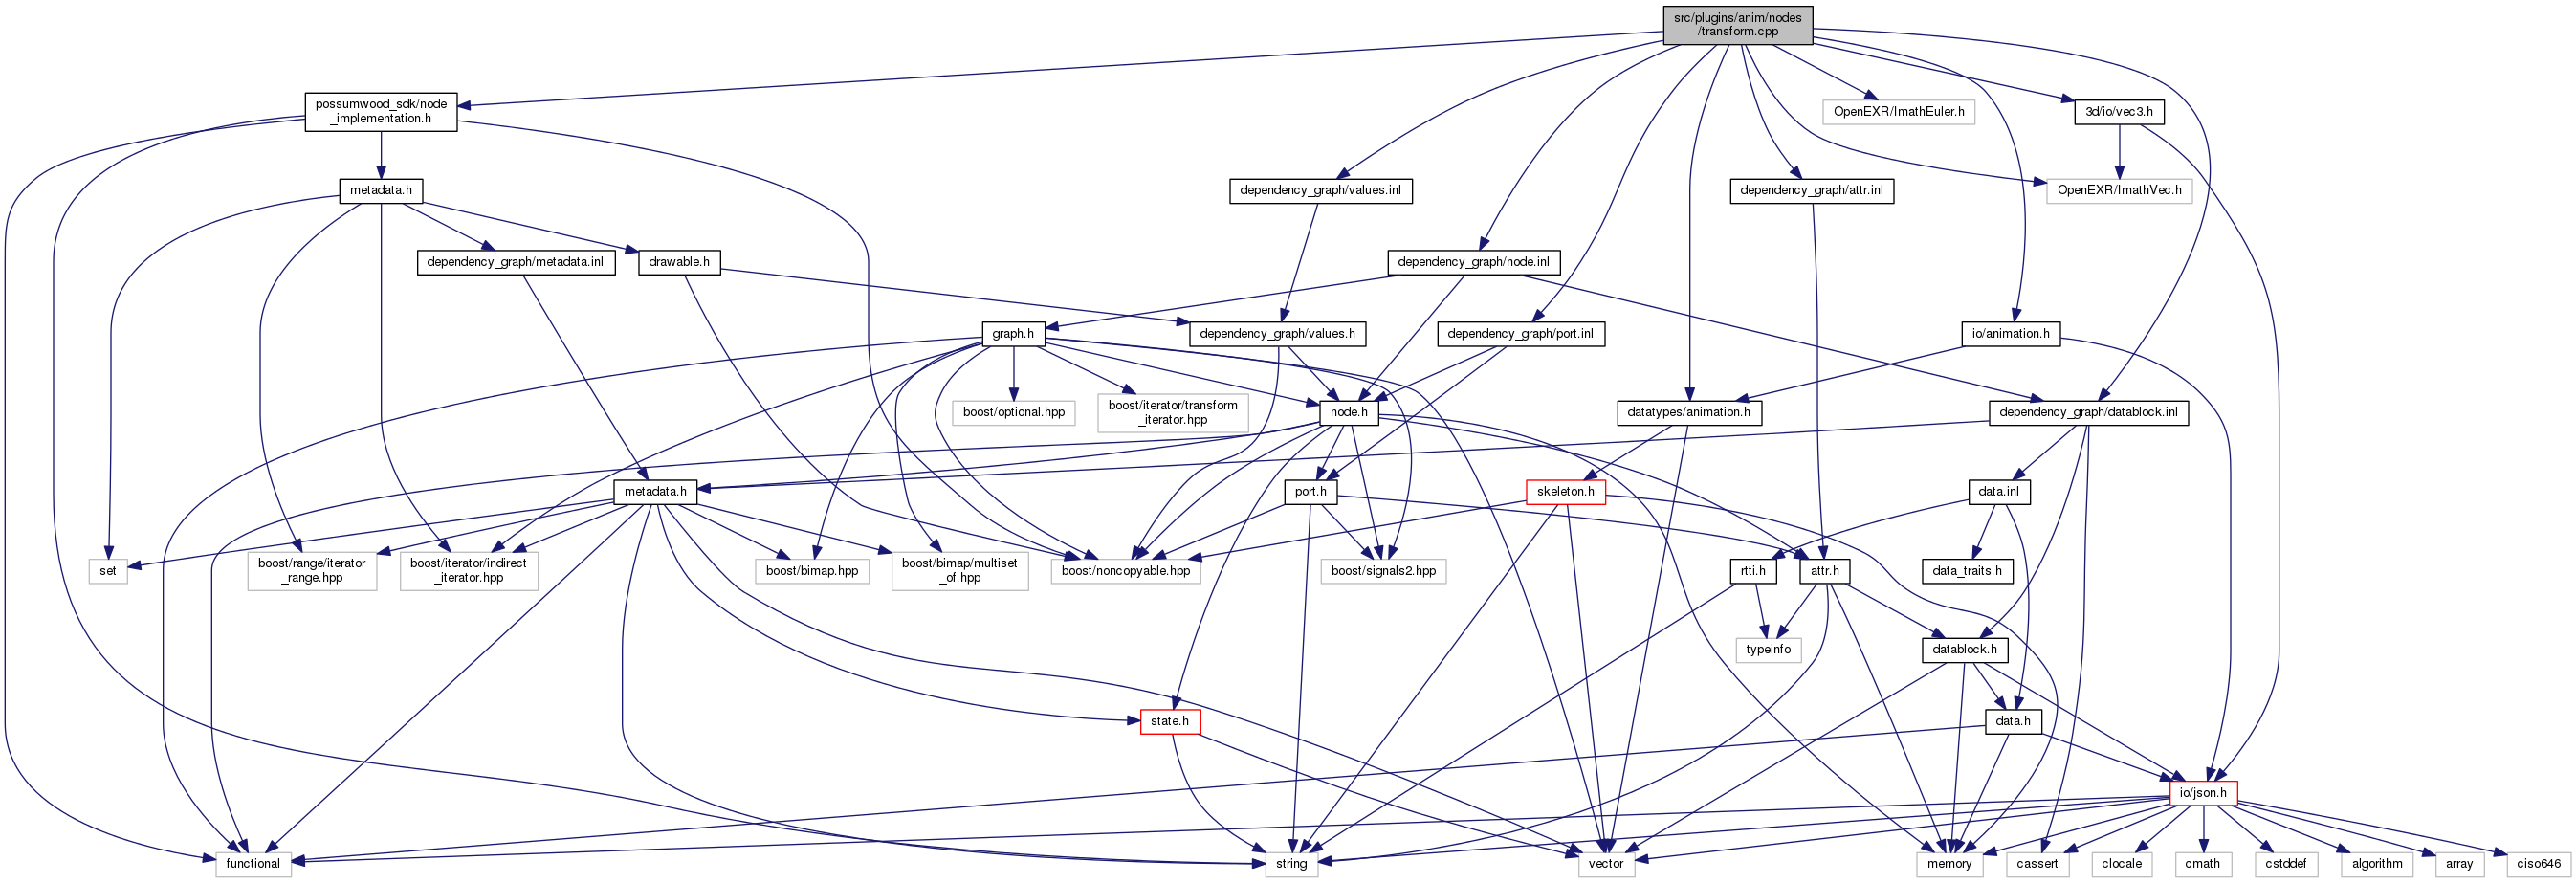 src/plugins/anim/nodes
/transform.cpp
possumwood_sdk/node
_implementation.h
OpenEXR/ImathEuler.h
3d/io/vec3.h
metadata.h
dependency_graph/values.inl
dependency_graph/attr.inl
OpenEXR/ImathVec.h
dependency_graph/metadata.inl
drawable.h
dependency_graph/node.inl
graph.h
dependency_graph/values.h
dependency_graph/port.inl
io/animation.h
boost/optional.hpp
boost/iterator/transform
_iterator.hpp
node.h
datatypes/animation.h
dependency_graph/datablock.inl
metadata.h
port.h
skeleton.h
data.inl
set
boost/range/iterator
_range.hpp
boost/iterator/indirect
_iterator.hpp
boost/bimap.hpp
boost/bimap/multiset
_of.hpp
boost/noncopyable.hpp
boost/signals2.hpp
rtti.h
attr.h
data_traits.h
typeinfo
datablock.h
state.h
data.h
io/json.h
functional
string
vector
memory
cassert
clocale
cmath
cstddef
algorithm
array
ciso646